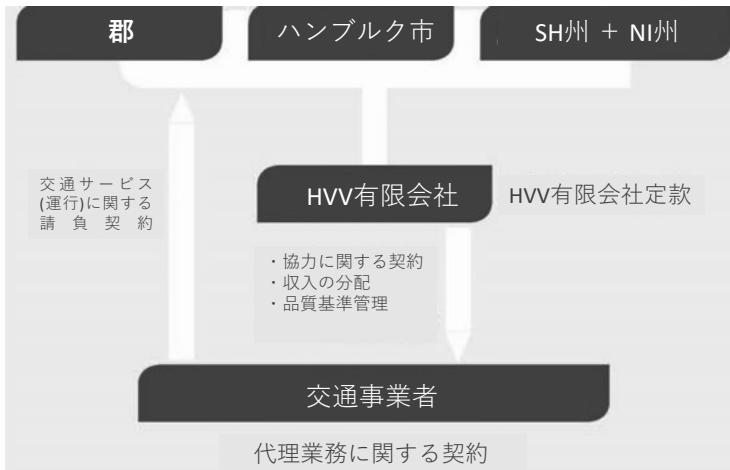 郡
ハンブルク市
SH州 + NI州
交通サービス
(運行)に関する
請負契約
HVV有限会社
HVV有限会社定款
・協力に関する契約
・収入の分配
・品質基準管理
交通事業者
代理業務に関する契約